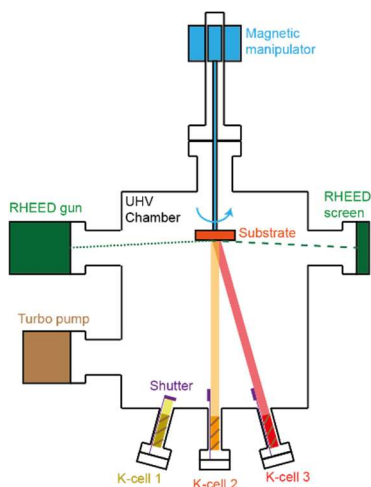 Magnetic
manipulator
RHEED gun
UHV
Chamber
RHEED
screen
Substrate
Turbo pump
Shutter
K-cell 1
K-cell 2
K-cell 3